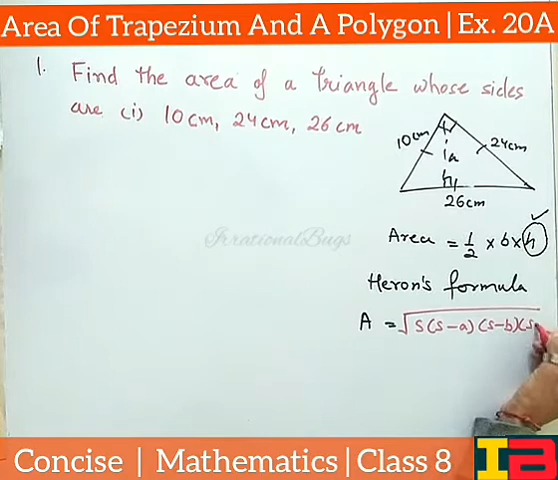 Area Of Trapezium And A Polygon | Ex. 20A
1. Find the area of a triangle whose sides
are (i) 10cm, 24cm, 26cm
10cm
24cm
26cm
IrrationalBugs
Area = 1/2 × b × h
Heron's formula
A = √s(s-a)(s-b)(s
Concise | Mathematics | Class 8
IB